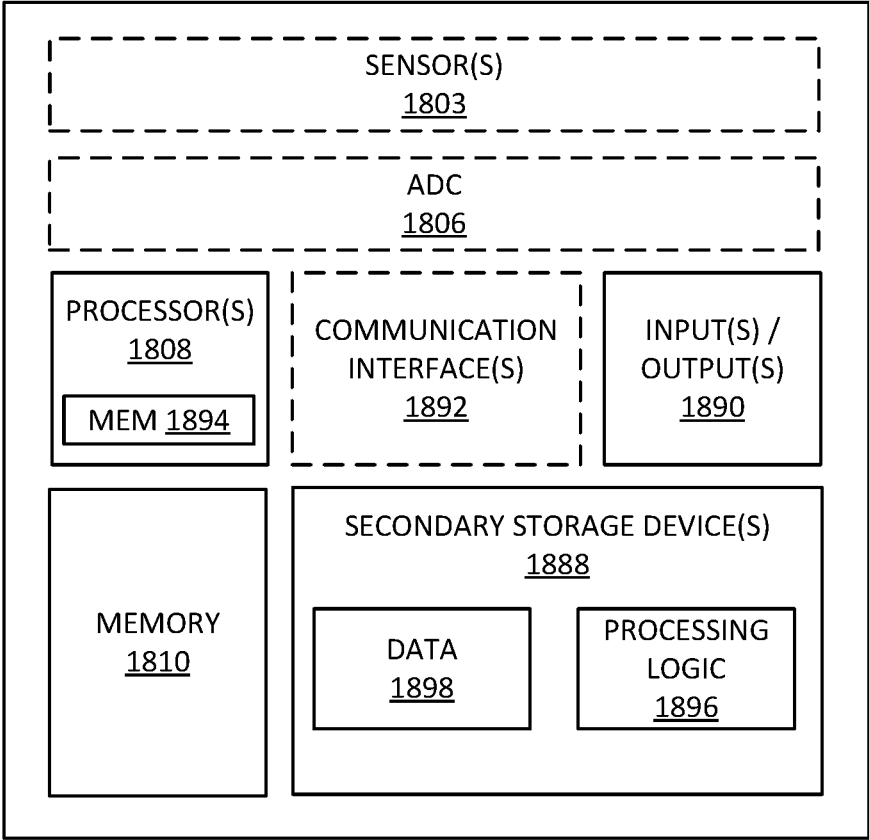 SENSOR(S)
1803
ADC
1806
PROCESSOR(S)
1808
MEM 1894
COMMUNICATION
INTERFACE(S)
1892
INPUT(S) /
OUTPUT(S)
1890
MEMORY
1810
SECONDARY STORAGE DEVICE(S)
1888
DATA
1898
PROCESSING
LOGIC
1896